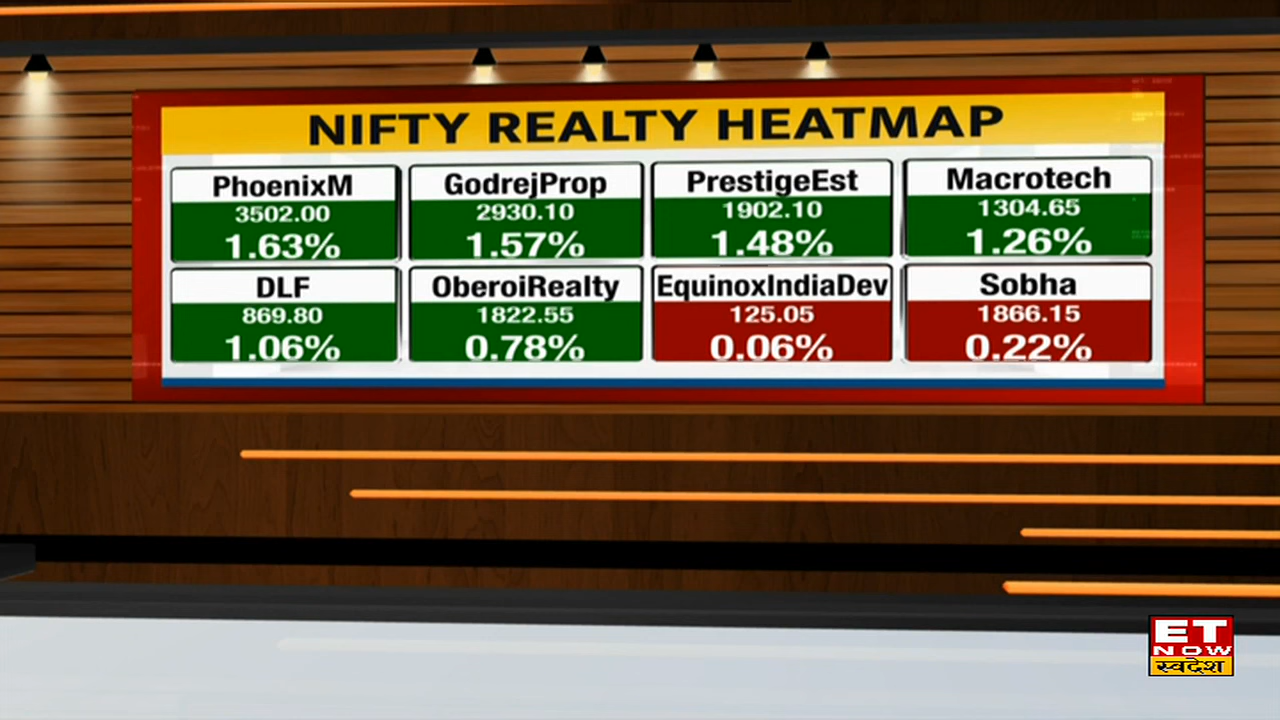 NIFTY REALTY HEATMAP
PhoenixM
3502.00
1.63%
GodrejProp
2930.10
1.57%
PrestigeEst
1902.10
1.48%
Macrotech
1304.65
1.26%
DLF
869.80
1.06%
OberoiRealty
1822.55
0.78%
EquinoxIndiaDev
125.05
0.06%
Sobha
1866.15
0.22%
ET
NOW
स्वदेश